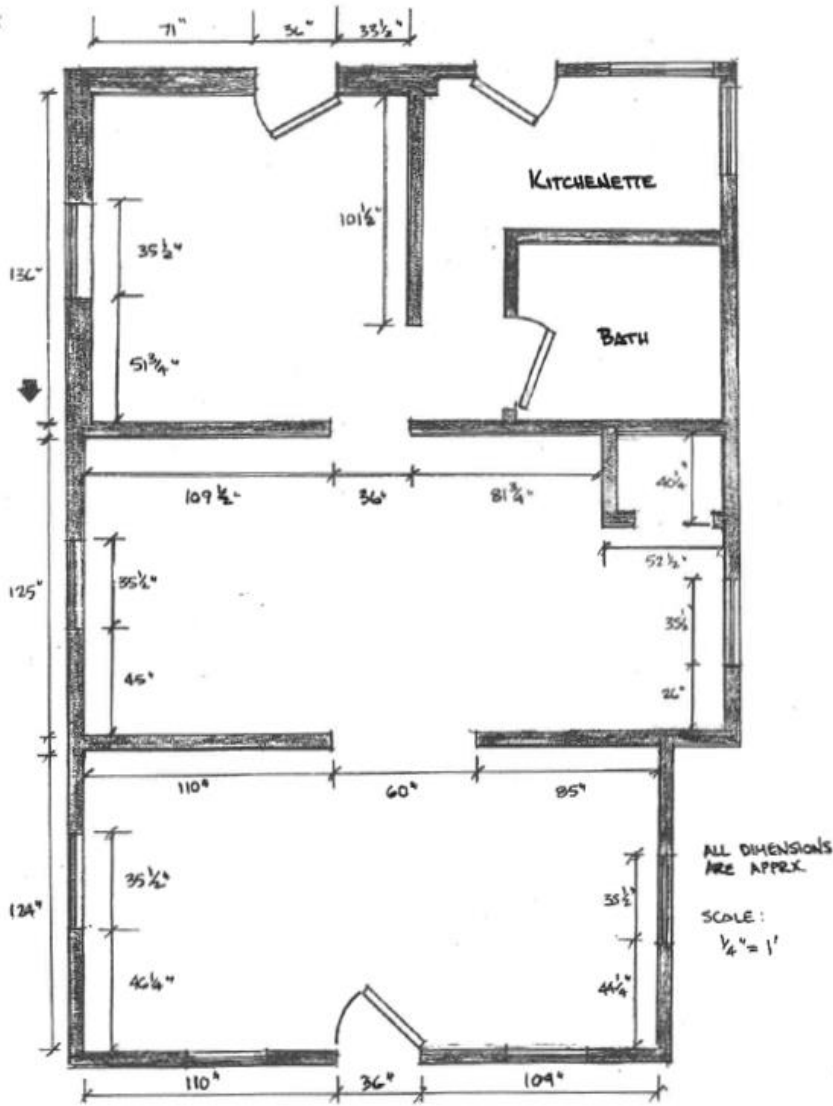 71" 36" 33½"
KITCHENETTE
101½"
35½"
136"
51¾"
BATH
109½" 36" 81¾"
40¼"
52½"
35½"
125"
35½"
45"
26"
110" 60" 85"
ALL DIMENSIONS
ARE APPRX.
35½"
35½"
SCALE:
124"
¼" = 1'
46¼"
44¼"
110" 36" 109"